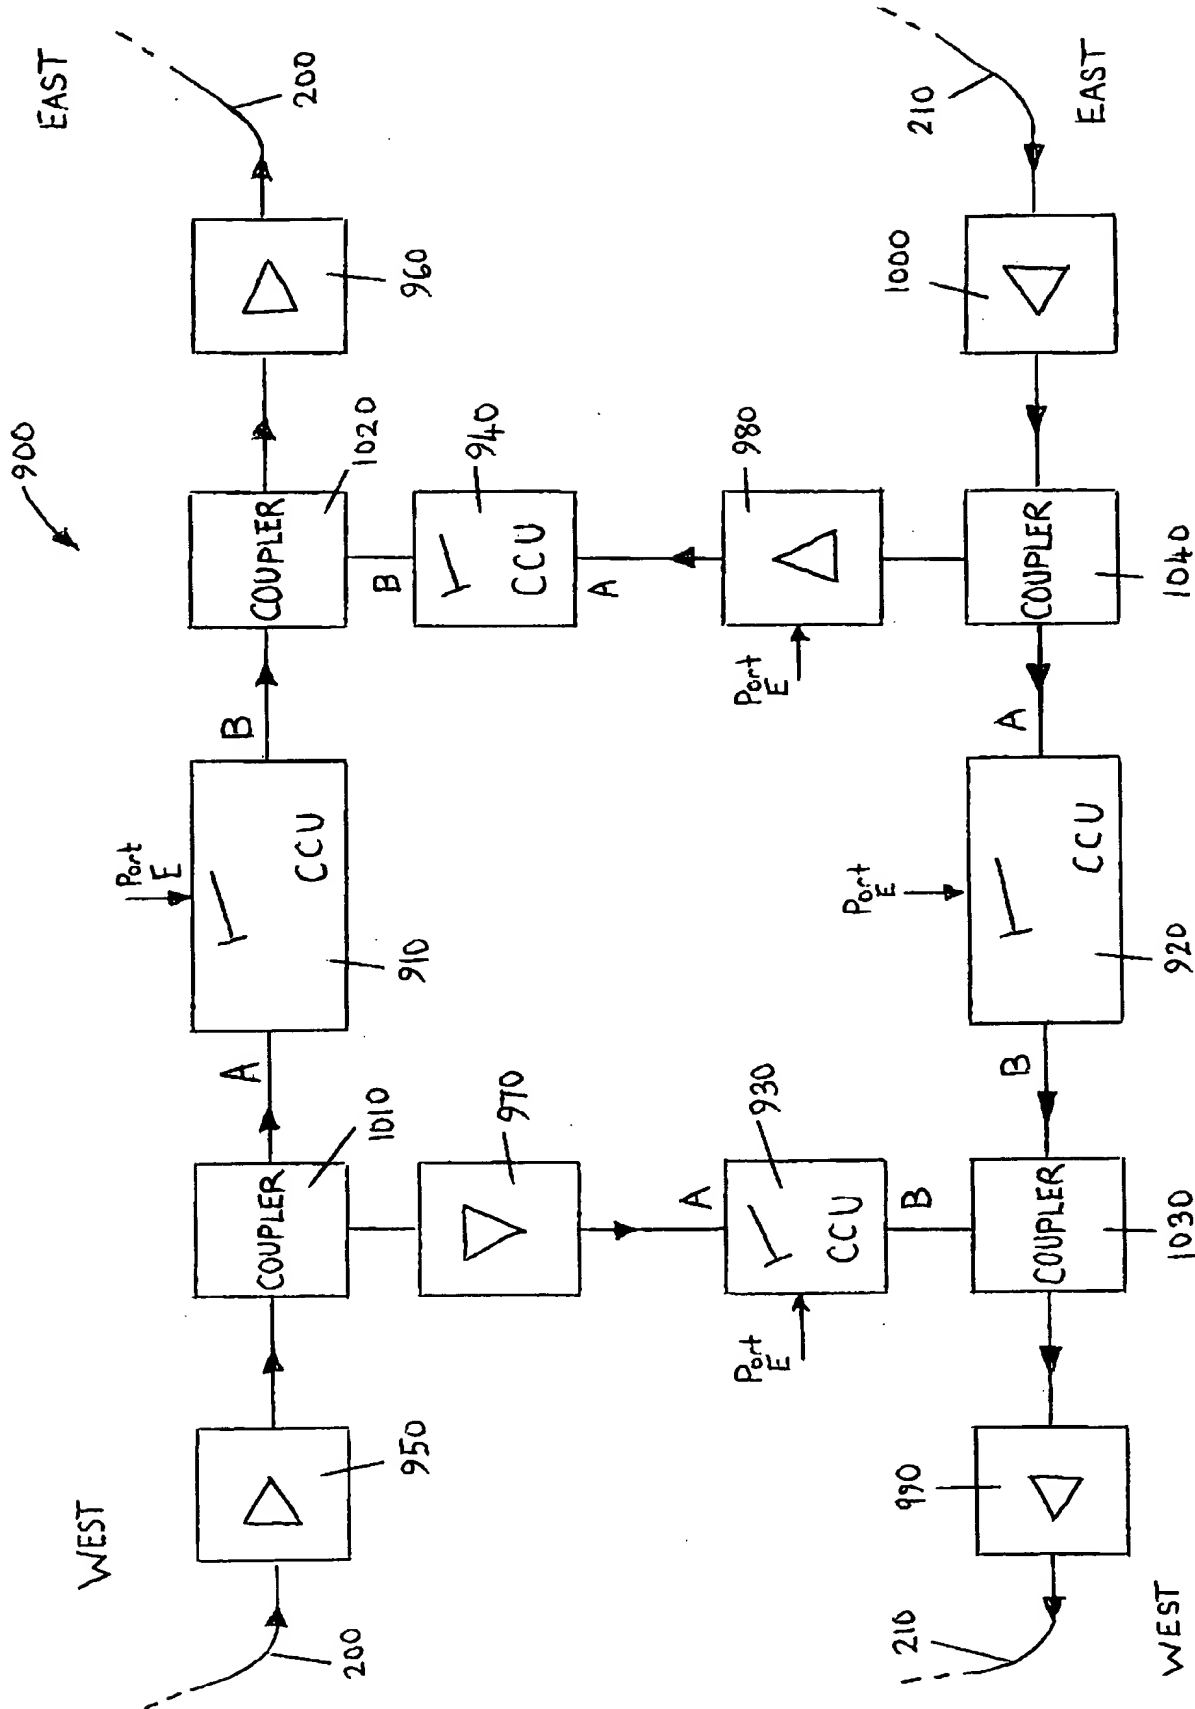 900
WEST
EAST
200
950
COUPLER
1010
A
Port
E
CCU
910
B
COUPLER
1020
960
200
970
B
940
CCU
A
Port
E
A
930
CCU
B
Port
E
980
210
990
COUPLER
1030
B
Port
E
CCU
920
A
COUPLER
1040
1000
210
WEST
EAST